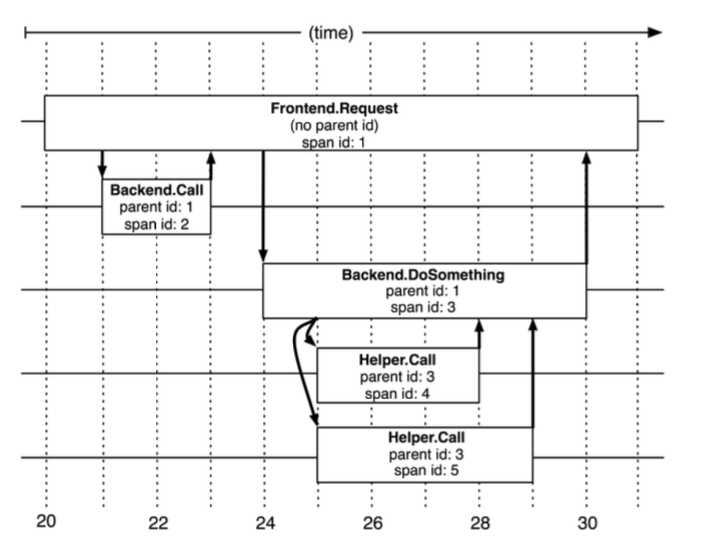 (time)
Frontend.Request
(no parent id)
span id: 1
Backend.Call
parent id: 1
span id: 2
Backend.DoSomething
parent id: 1
span id: 3
Helper.Call
parent id: 3
span id: 4
Helper.Call
parent id: 3
span id: 5
20 22 24 26 28 30